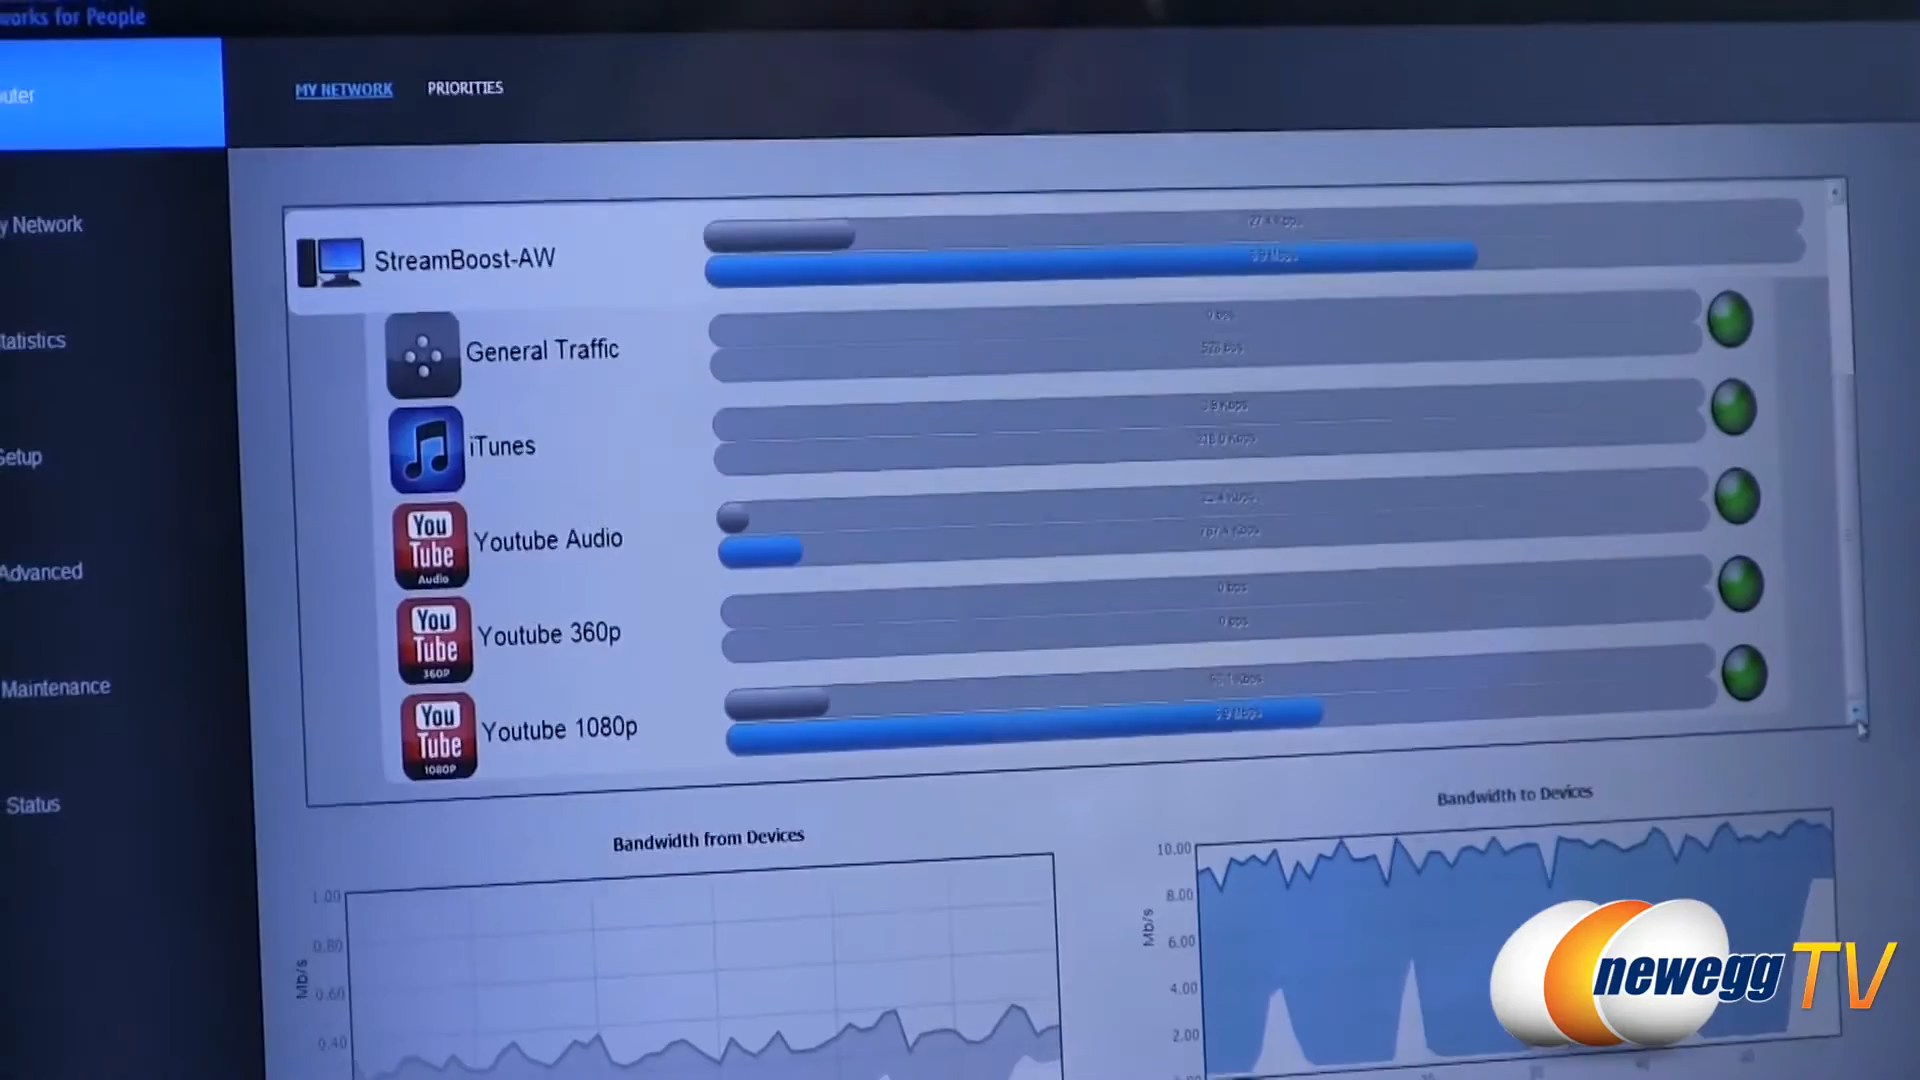 works for People
uter
MY NETWORK PRIORITIES
y Network
tatistics
Setup
Advanced
Maintenance
Status
StreamBoost-AW
General Traffic
0 bps
iTunes
You
Tube
Audio
Youtube Audio
You
Tube
360P
Youtube 360p
0 bps
0 bps
You
Tube
1080P
Youtube 1080p
Bandwidth from Devices
1.00
0.80
0.60
0.40
Mb/s
Bandwidth to Devices
10.00
8.00
6.00
4.00
2.00
Mb/s
newegg TV